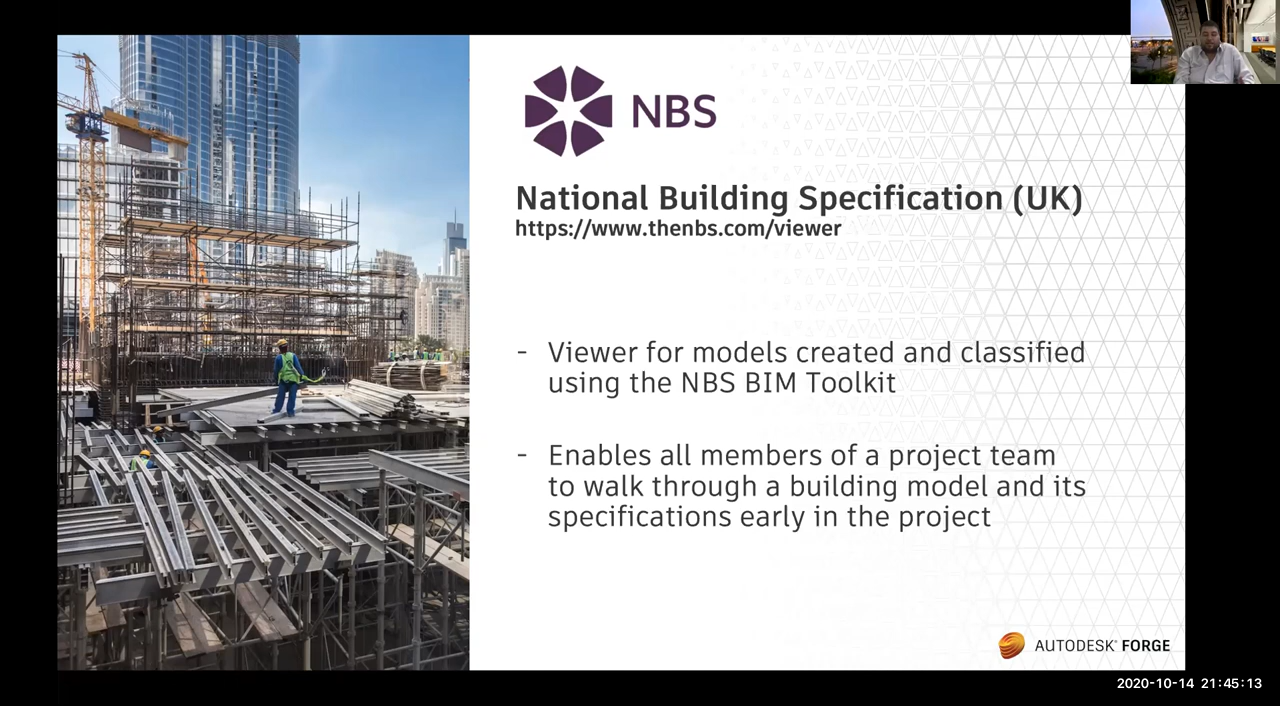 NBS
National Building Specification (UK)
https://www.thenbs.com/viewer
- Viewer for models created and classified
using the NBS BIM Toolkit
- Enables all members of a project team
to walk through a building model and its
specifications early in the project
AUTODESK® FORGE
2020-10-14 21:45:13